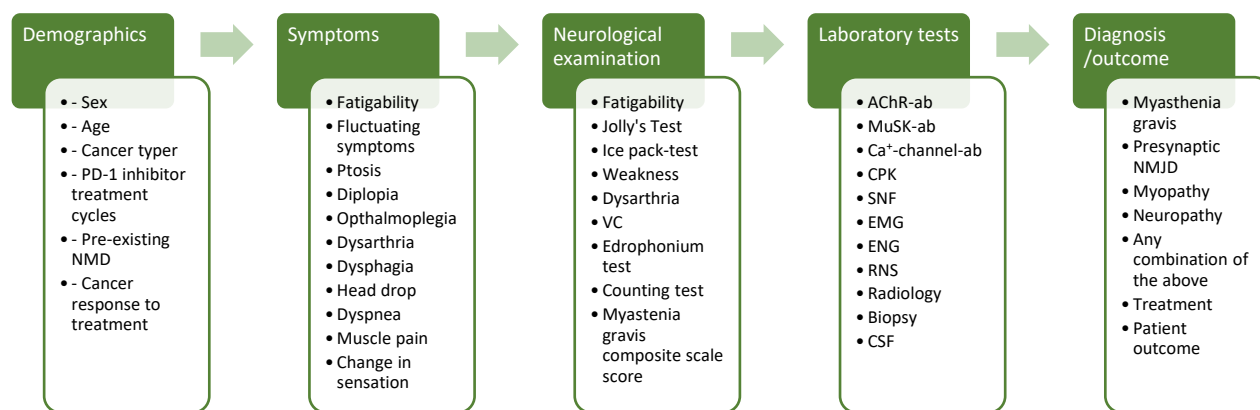 Demographics
• - Sex
• - Age
• - Cancer typer
• - PD-1 inhibitor
treatment
cycles
• - Pre-existing
NMD
• - Cancer
response to
treatment
Symptoms
• Fatigability
• Fluctuating
symptoms
• Ptosis
• Diplopia
• Opthalmoplegia
• Dysarthria
• Dysphagia
• Head drop
• Dyspnea
• Muscle pain
• Change in
sensation
Neurological
examination
• Fatigability
• Jolly's Test
• Ice pack-test
• Weakness
• Dysarthria
• VC
• Edrophonium
test
• Counting test
• Myastenia
gravis
composite scale
score
Laboratory tests
• AChR-ab
• MuSK-ab
• Ca⁺-channel-ab
• CPK
• SNF
• EMG
• ENG
• RNS
• Radiology
• Biopsy
• CSF
Diagnosis
/outcome
• Myasthenia
gravis
• Presynaptic
NMJD
• Myopathy
• Neuropathy
• Any
combination of
the above
• Treatment
• Patient
outcome